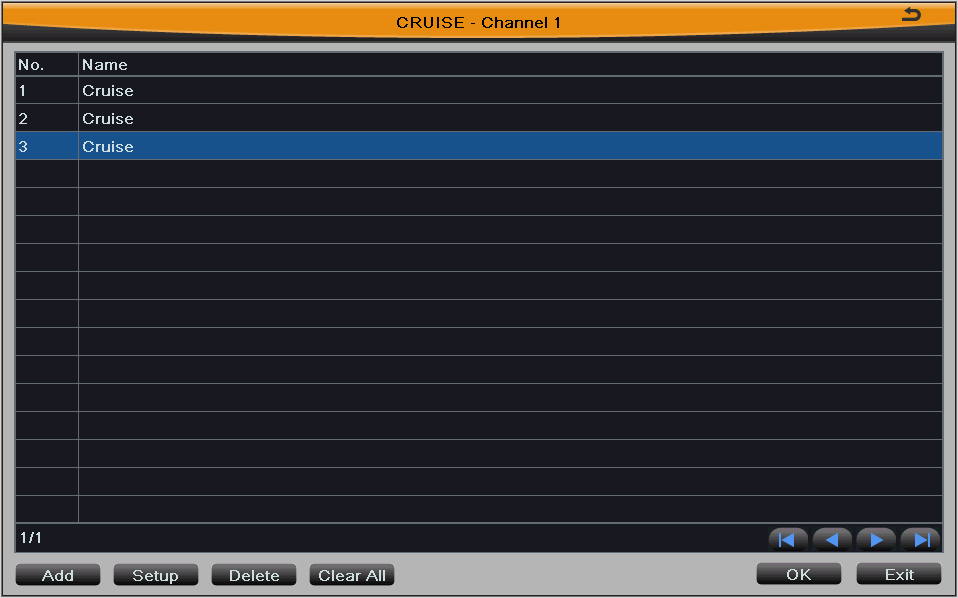 CRUISE - Channel 1
No. Name
1 Cruise
2 Cruise
3 Cruise
1/1
Add Setup Delete Clear All OK Exit